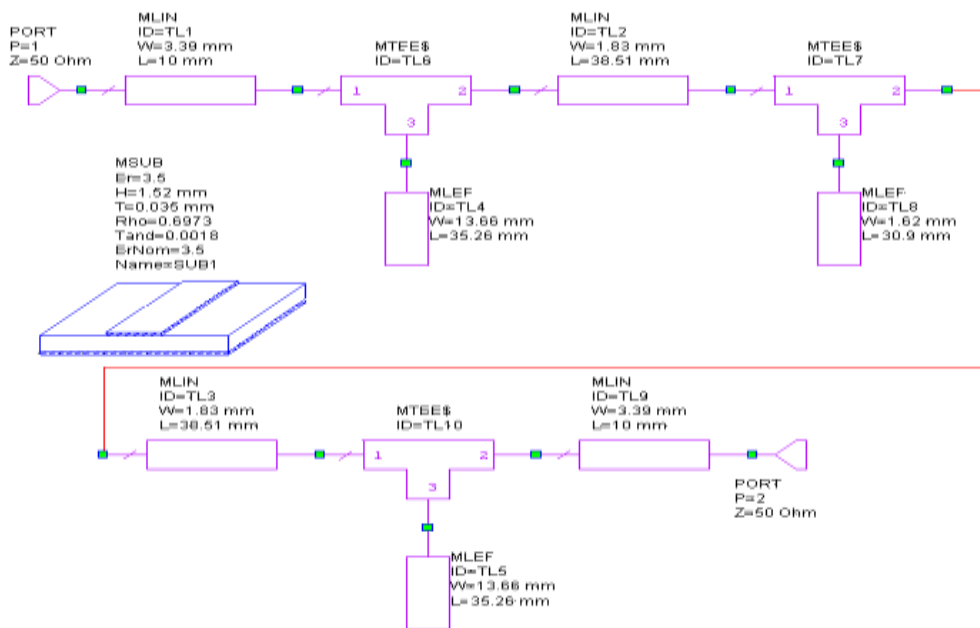 PORT
P=1
Z=50 Ohm
MLIN
ID=TL1
W=3.39 mm
L=10 mm
MTEE$
ID=TL6
1
2
3
MLIN
ID=TL2
W=1.83 mm
L=38.51 mm
MTEE$
ID=TL7
1
2
3
MSUB
Er=3.5
H=1.52 mm
T=0.035 mm
Rho=0.6973
Tand=0.0018
ErNom=3.5
Name=SUB1
MLEF
ID=TL4
W=13.66 mm
L=35.26 mm
MLEF
ID=TL8
W=1.62 mm
L=30.9 mm
MLIN
ID=TL3
W=1.83 mm
L=38.51 mm
MTEE$
ID=TL10
1
2
3
MLIN
ID=TL9
W=3.39 mm
L=10 mm
PORT
P=2
Z=50 Ohm
MLEF
ID=TL5
W=13.66 mm
L=35.26 mm